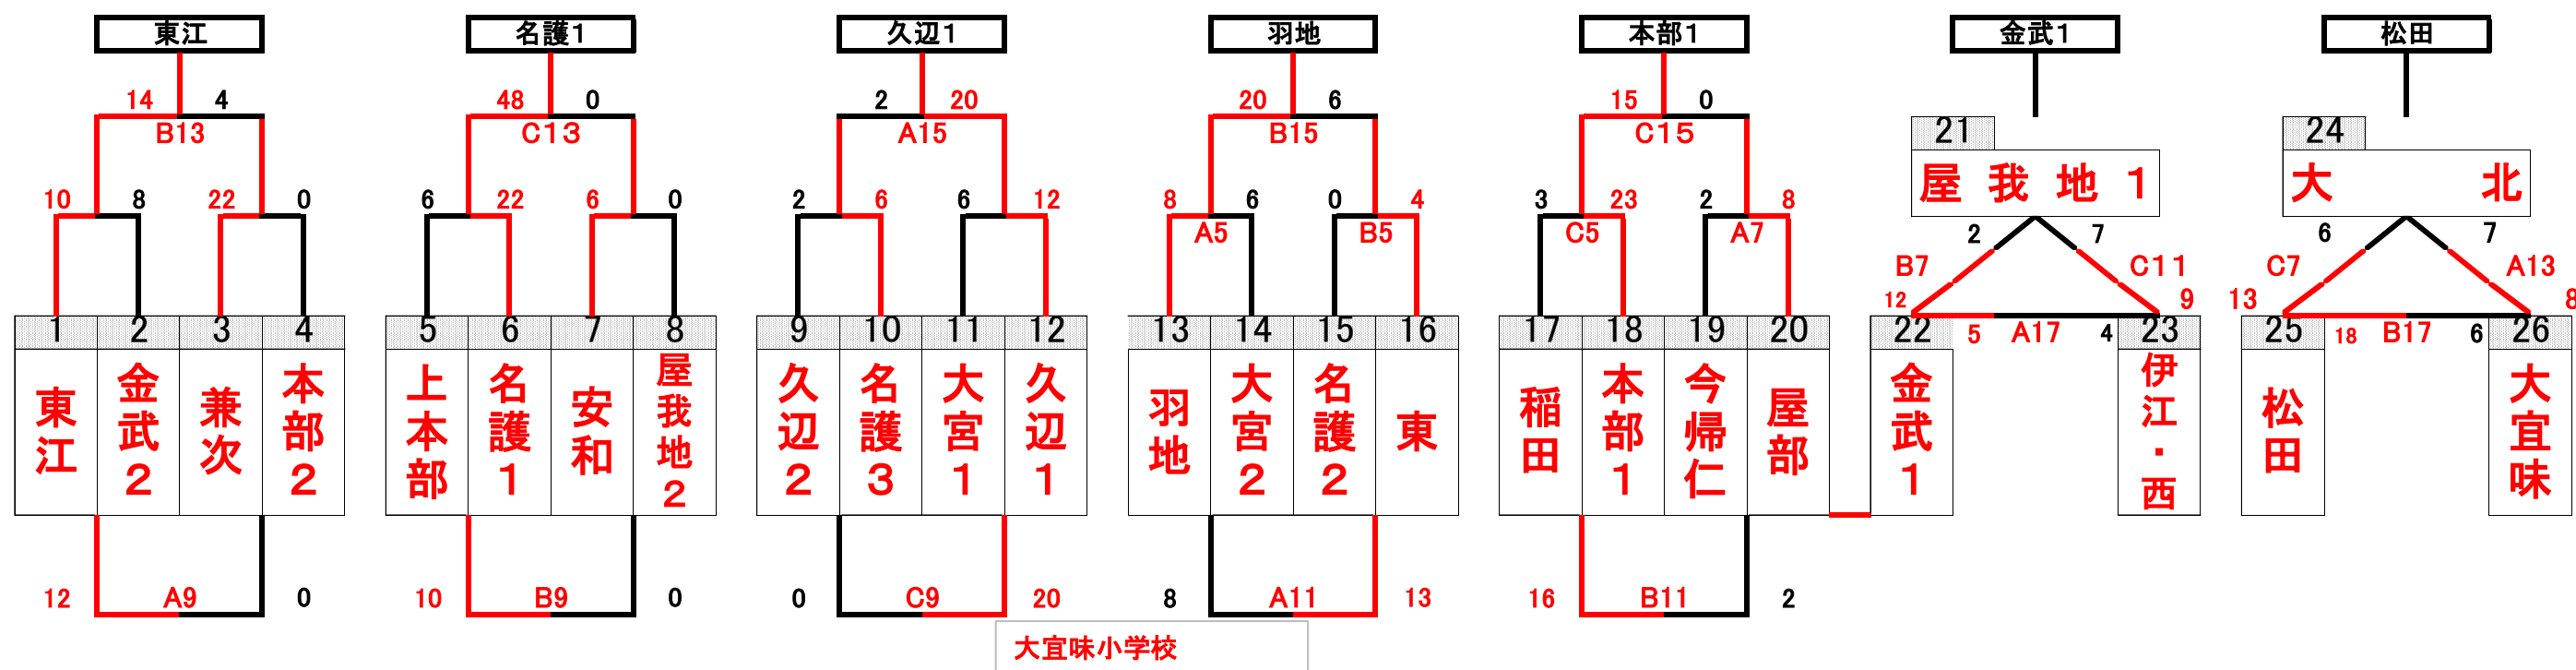 東江 名護1 久辺1 羽地 本部1 金武1 松田
14 4 48 0 2 20 20 6 15 0
B13 C13 A15 B15 C15 21 24
屋我地1 大北
10 8 22 0 6 22 6 0 2 6 6 12 8 6 0 4 3 23 2 8
A5 B5 C5 A7 2 7 6 7
B7 C11 C7 A13
12 9 13 8
1 2 3 4 5 6 7 8 9 10 11 12 13 14 15 16 17 18 19 20 22 5 A17 4 23 25 18 B17 6 26
東江 金武2 兼次 本部2 上本部 名護1 安和 屋我地2 久辺2 名護3 大宮1 久辺1 羽地 大宮2 名護2 東 稲田 本部1 今帰仁 屋部 金武1 伊江・西 松田 大宜味
12 A9 0 10 B9 0 0 C9 20 8 A11 13 16 B11 2
大宜味小学校